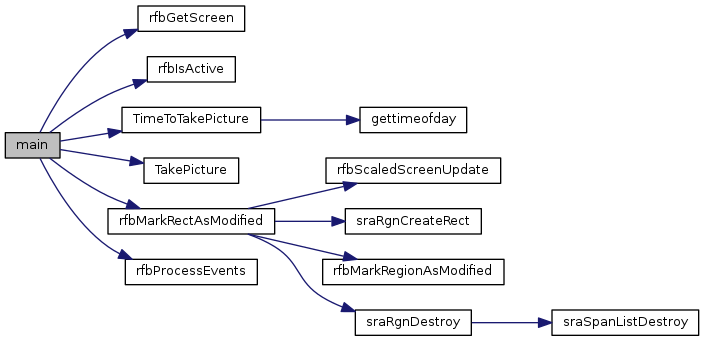 rfbGetScreen
rfbIsActive
main
TimeToTakePicture
gettimeofday
TakePicture
rfbScaledScreenUpdate
rfbMarkRectAsModified
sraRgnCreateRect
rfbProcessEvents
rfbMarkRegionAsModified
sraRgnDestroy
sraSpanListDestroy